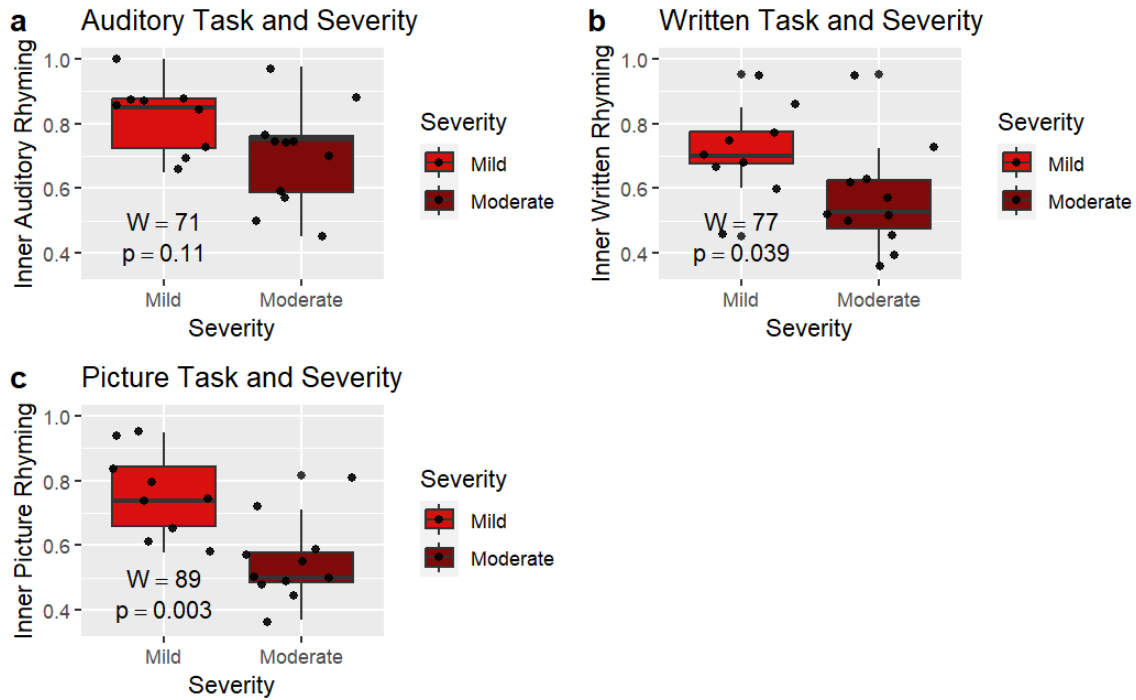 a Auditory Task and Severity
Inner Auditory Rhyming
1.0
0.8
0.6
0.4
W = 71
p = 0.11
Mild Moderate
Severity
Severity
Mild
Moderate
b Written Task and Severity
Inner Written Rhyming
1.0
0.8
0.6
0.4
W = 77
p = 0.039
Mild Moderate
Severity
Severity
Mild
Moderate
c Picture Task and Severity
Inner Picture Rhyming
1.0
0.8
0.6
0.4
W = 89
p = 0.003
Mild Moderate
Severity
Severity
Mild
Moderate